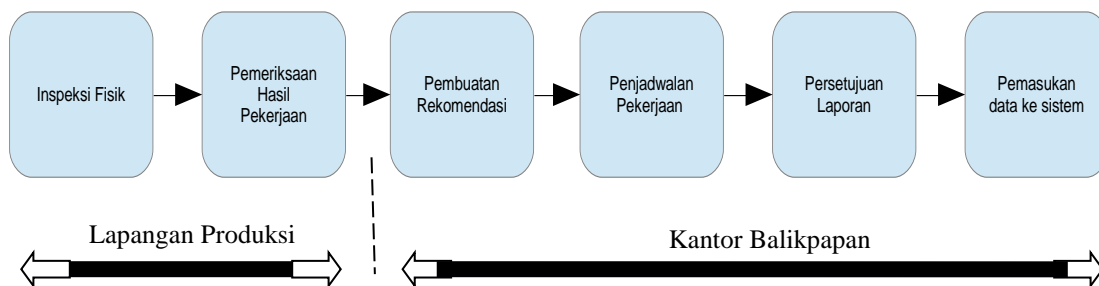 Inspeksi Fisik
Pemeriksaan
Hasil
Pekerjaan
Pembuatan
Rekomendasi
Penjadwalan
Pekerjaan
Persetujuan
Laporan
Pemasukan
data ke sistem
Lapangan Produksi
Kantor Balikpapan